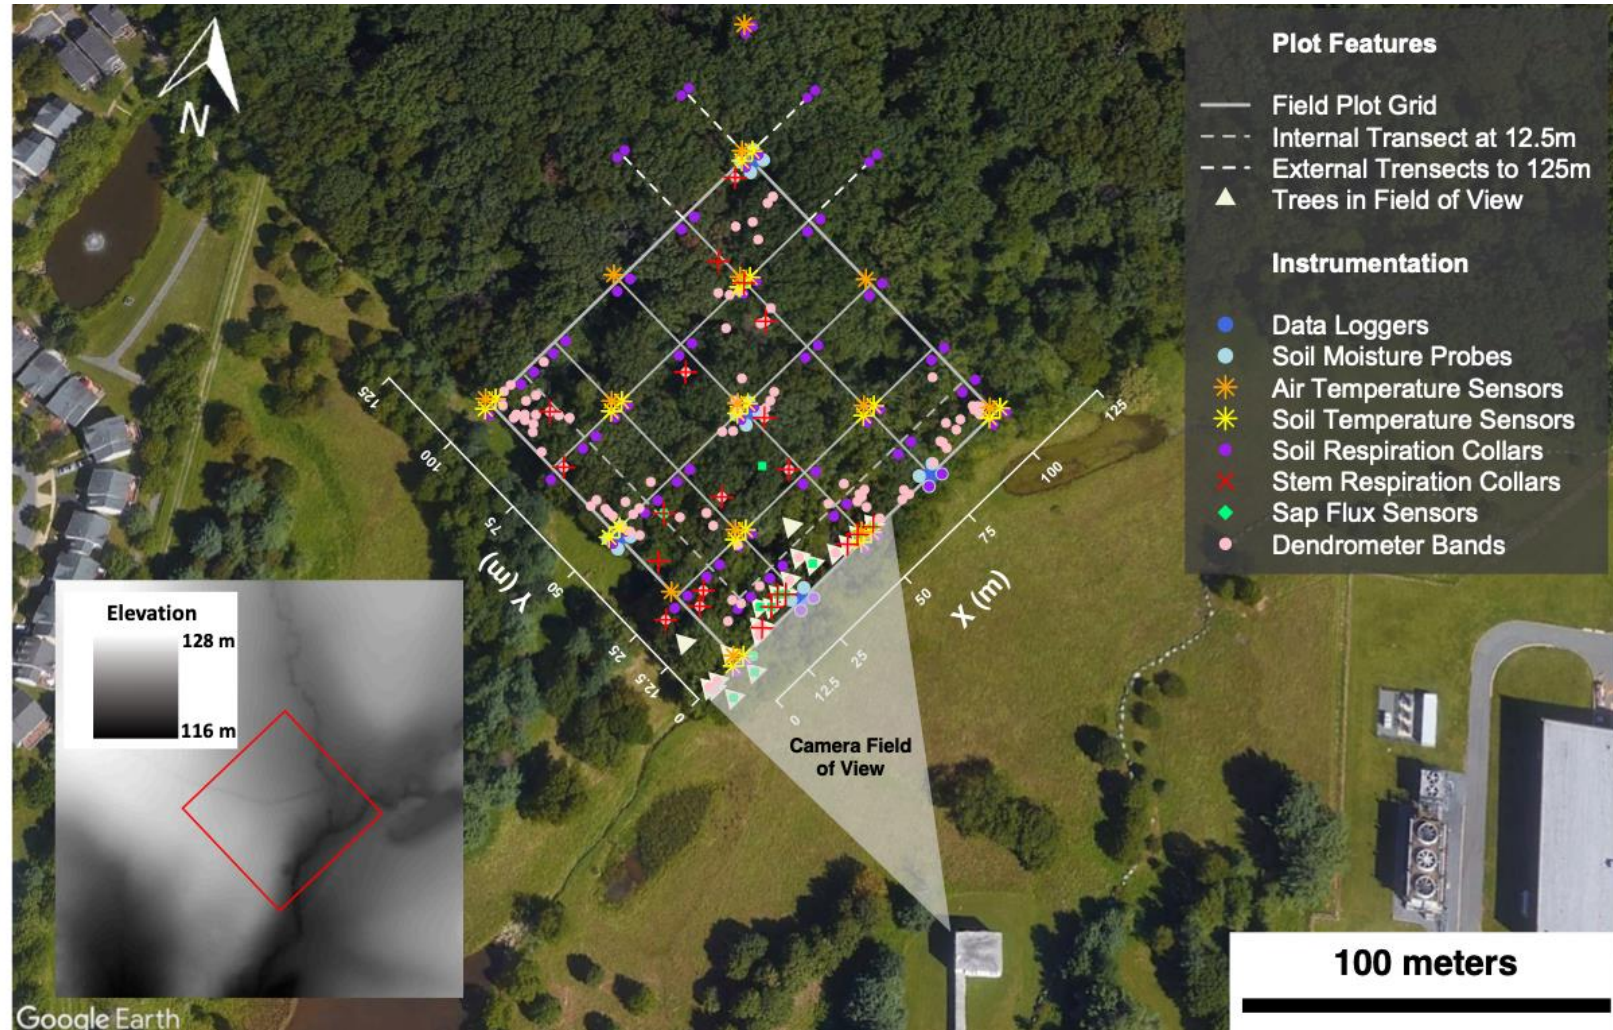 N
Plot Features
Field Plot Grid
Internal Transect at 12.5m
External Trensects to 125m
Trees in Field of View
Instrumentation
Data Loggers
Soil Moisture Probes
Air Temperature Sensors
Soil Temperature Sensors
Soil Respiration Collars
Stem Respiration Collars
Sap Flux Sensors
Dendrometer Bands
125
100
75
50
25
12.5
0
Y (m)
0
12.5
25
50
75
100
125
X (m)
Camera Field
of View
Elevation
128 m
116 m
100 meters
Google Earth